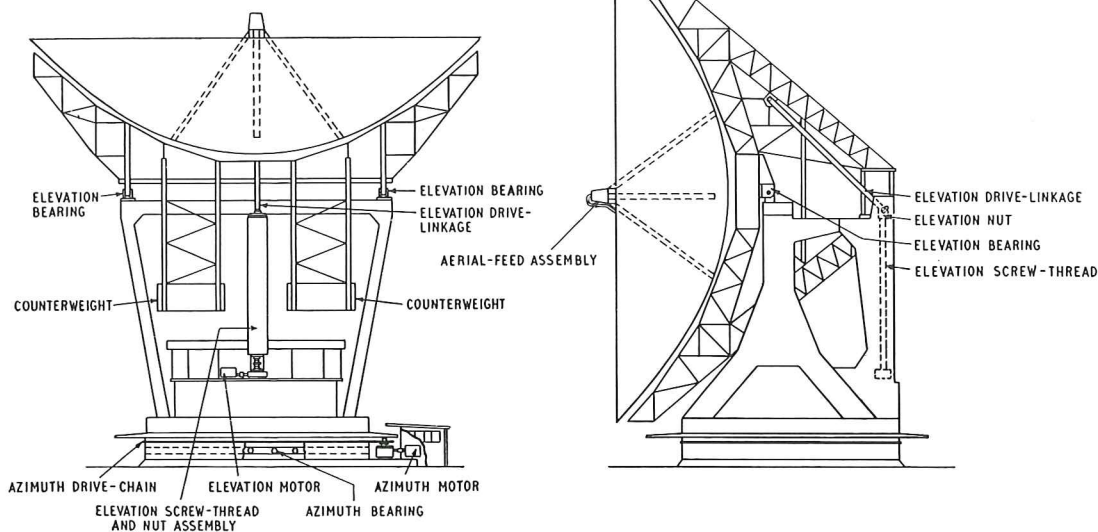 ELEVATION
BEARING
ELEVATION BEARING
ELEVATION DRIVE-
LINKAGE
COUNTERWEIGHT
COUNTERWEIGHT
AZIMUTH DRIVE-CHAIN
ELEVATION MOTOR
AZIMUTH MOTOR
ELEVATION SCREW-THREAD
AND NUT ASSEMBLY
AZIMUTH BEARING
AERIAL-FEED ASSEMBLY
ELEVATION DRIVE-LINKAGE
ELEVATION NUT
ELEVATION BEARING
ELEVATION SCREW-THREAD